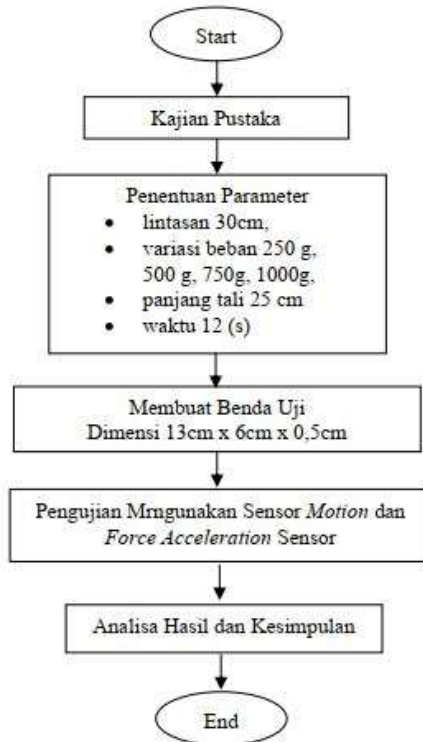 Start
Kajian Pustaka
Penentuan Parameter
• lintasan 30cm,
• variasi beban 250 g,
500 g, 750g, 1000g,
• panjang tali 25 cm
• waktu 12 (s)
Membuat Benda Uji
Dimensi 13cm x 6cm x 0,5cm
Pengujian Mrngunakan Sensor Motion dan
Force Acceleration Sensor
Analisa Hasil dan Kesimpulan
End